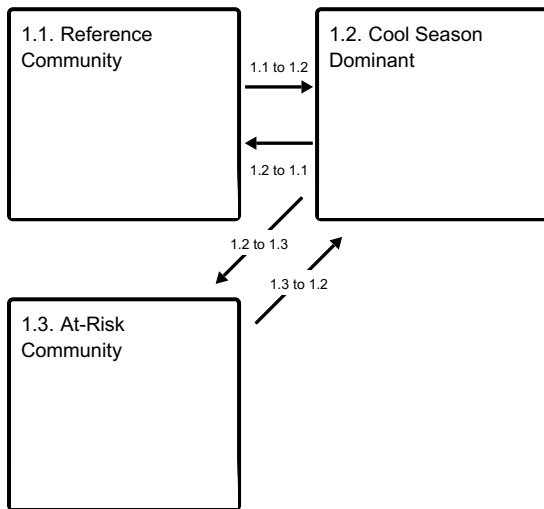 1.1. Reference
Community
1.2. Cool Season
Dominant
1.1 to 1.2
1.2 to 1.1
1.2 to 1.3
1.3 to 1.2
1.3. At-Risk
Community